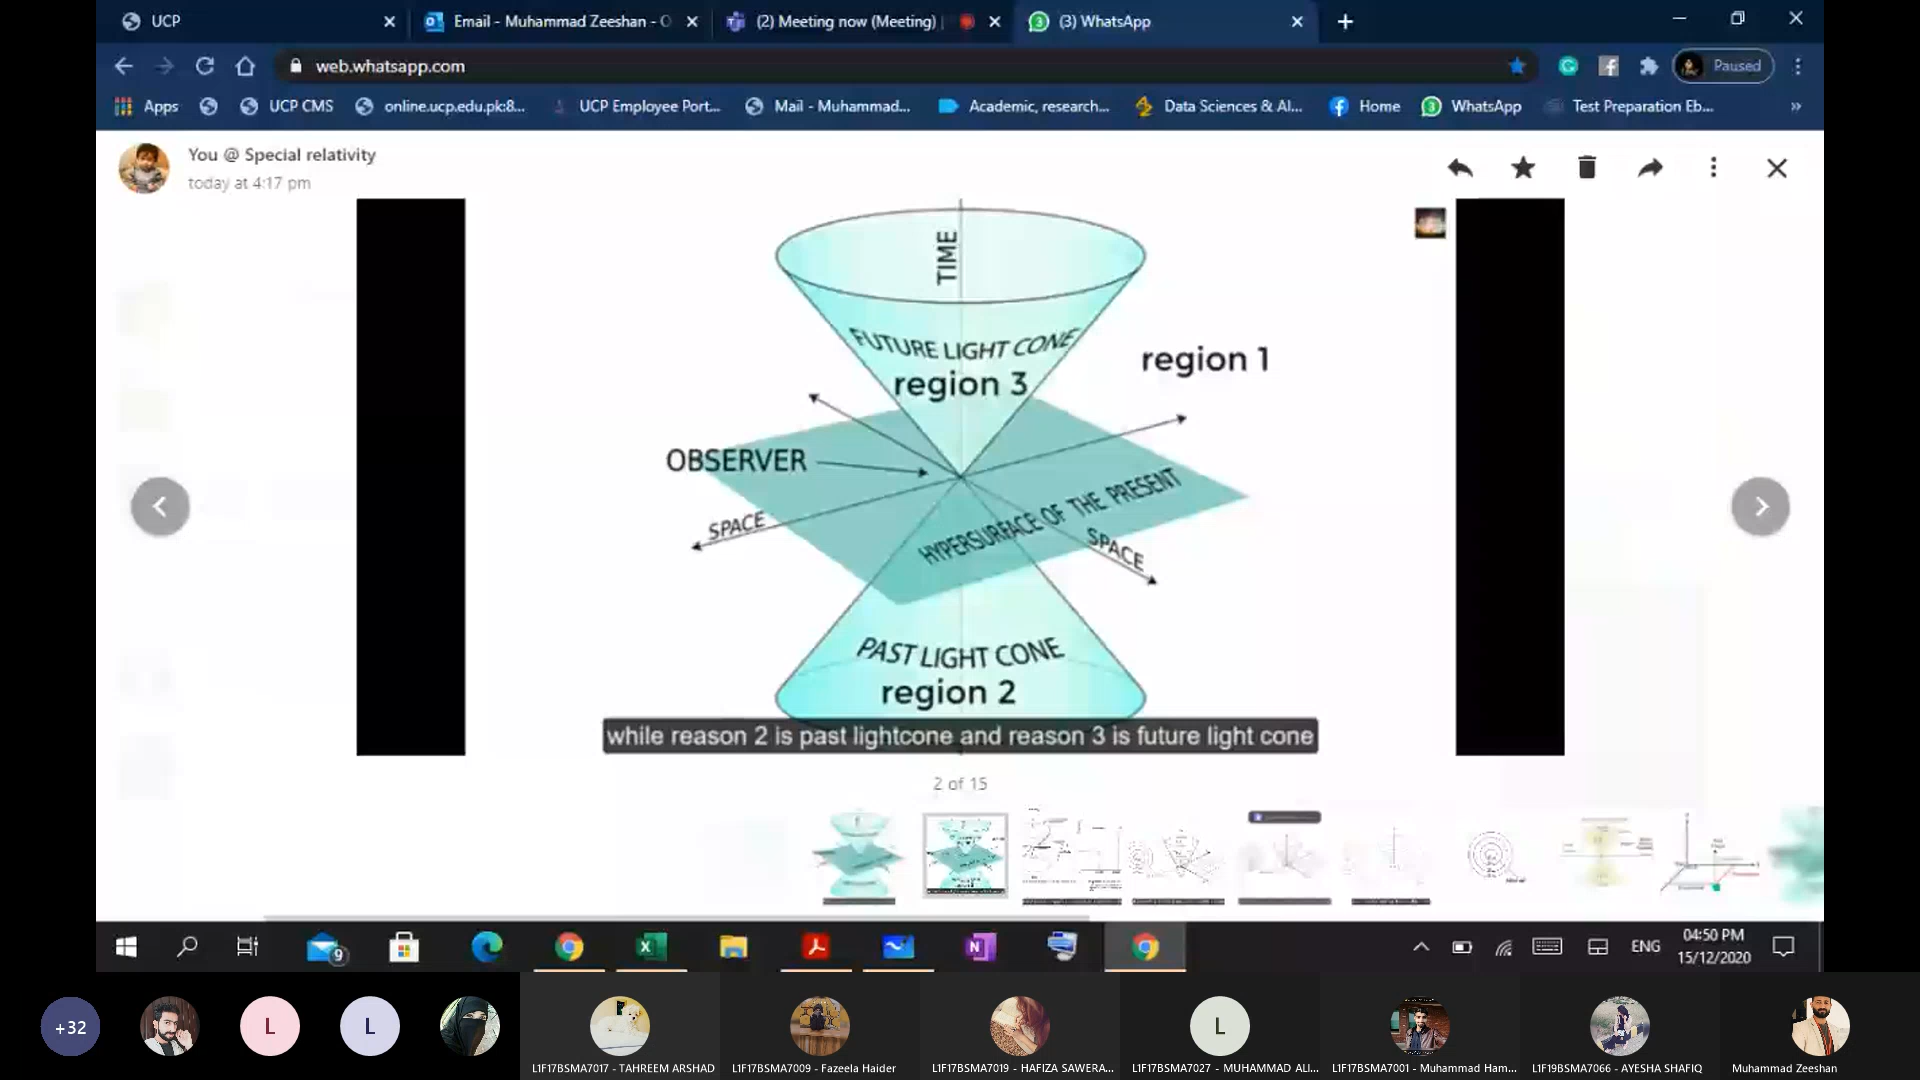 UCP
Email - Muhammad Zeeshan - O
(2) Meeting now (Meeting) |
(3) WhatsApp
web.whatsapp.com
Paused
Apps
UCP CMS
online.ucp.edu.pk:8...
UCP Employee Port...
Mail - Muhammad...
Academic, research...
Data Sciences & Al...
Home
3
WhatsApp
Test Preparation Eb...
»
You @ Special relativity
today at 4:17 pm
TIME
FUTURE LIGHT CONE
region 3
region 1
OBSERVER
SPACE
HYPERSURFACE OF THE PRESENT
SPACE
PAST LIGHT CONE
region 2
while reason 2 is past lightcone and reason 3 is future light cone
2 of 15
9
ENG
04:50 PM
15/12/2020
+32
L
L
L
L1F17BSMA7017 - TAHREEM ARSHAD
L1F17BSMA7009 - Fazeela Haider
L1F17BSMA7019 - HAFIZA SAWERA...
L1F17BSMA7027 - MUHAMMAD ALI...
L1F17BSMA7001 - Muhammad Ham...
L1F19BSMA7066 - AYESHA SHAFIQ
Muhammad Zeeshan